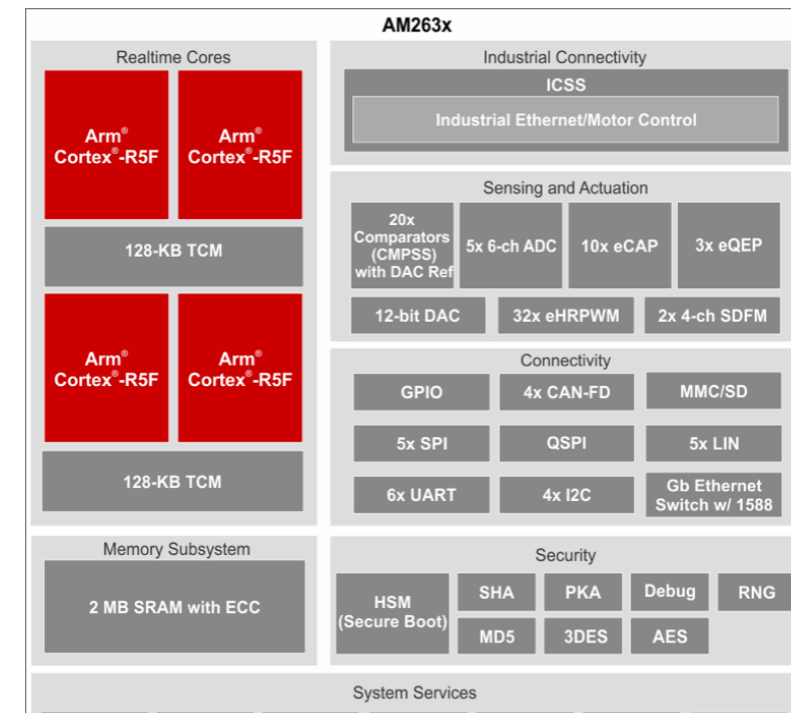 AM263x
Realtime Cores
Arm®
Cortex®-R5F
Arm®
Cortex®-R5F
128-KB TCM
Arm®
Cortex®-R5F
Arm®
Cortex®-R5F
128-KB TCM
Memory Subsystem
2 MB SRAM with ECC
Industrial Connectivity
ICSS
Industrial Ethernet/Motor Control
Sensing and Actuation
20x
Comparators
(CMPSS)
with DAC Ref
5x 6-ch ADC
10x eCAP
3x eQEP
12-bit DAC
32x eHRPWM
2x 4-ch SDFM
Connectivity
GPIO
4x CAN-FD
MMC/SD
5x SPI
QSPI
5x LIN
6x UART
4x I2C
Gb Ethernet
Switch w/ 1588
Security
HSM
(Secure Boot)
SHA
PKA
Debug
RNG
MD5
3DES
AES
System Services